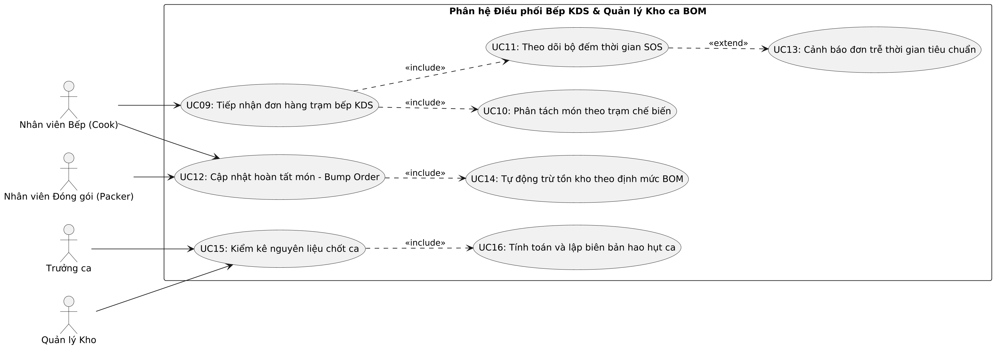 Phân hệ Điều phối Bếp KDS & Quản lý Kho ca BOM
UC11: Theo dõi bộ đếm thời gian SOS
«extend»
UC13: Cảnh báo đơn trễ thời gian tiêu chuẩn
«include»
UC09: Tiếp nhận đơn hàng trạm bếp KDS
«include»
UC10: Phân tách món theo trạm chế biến
Nhân viên Bếp (Cook)
UC12: Cập nhật hoàn tất món - Bump Order
«include»
UC14: Tự động trừ tồn kho theo định mức BOM
Nhân viên Đóng gói (Packer)
UC15: Kiểm kê nguyên liệu chốt ca
«include»
UC16: Tính toán và lập biên bản hao hụt ca
Trưởng ca
Quản lý Kho